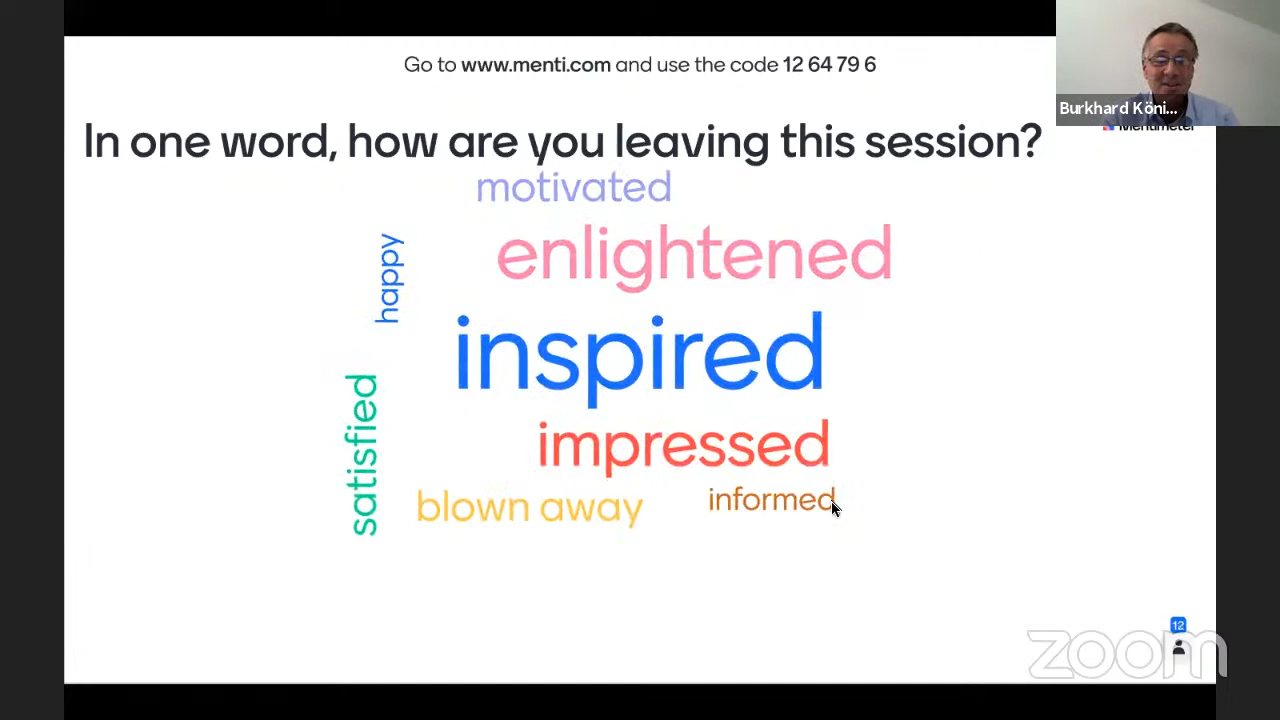 Go to www.menti.com and use the code 12 64 79 6
Burkhard Köni...
Mentimeter
In one word, how are you leaving this session?
motivated
happy
enlightened
inspired
satisfied
impressed
blown away
informed
12
zoom